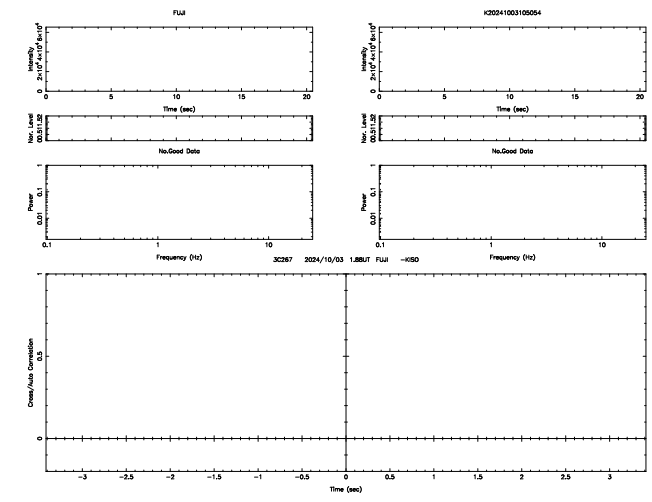 FUJI
K20241003105054
Intensity
0 2×10⁴ 4×10⁴ 6×10⁴
0 5 10 15 20
Time (sec)
Intensity
0 2×10⁴ 4×10⁴ 6×10⁴
0 5 10 15 20
Time (sec)
Nor. Level
0 0.5 1 1.5 2
Nor. Level
0 0.5 1 1.5 2
No.Good Data
No.Good Data
Power
1
0.1
0.01
0.1 1 10
Frequency (Hz)
Power
1
0.1
0.01
0.1 1 10
Frequency (Hz)
3C267 2024/10/03 1.88UT FUJI -KISO
Cross/Auto Correlation
1
0.5
0
-3 -2.5 -2 -1.5 -1 -0.5 0 0.5 1 1.5 2 2.5 3
Time (sec)